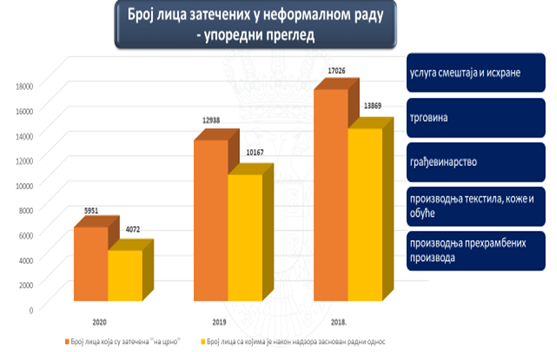 Број лица затечених у неформалном раду
- упоредни преглед
18000
16000
14000
12000
10000
8000
6000
4000
2000
0
5951
4072
12938
10167
17026
13869
2020
2019
2018.
Број лица која су затечена "на црно"
Број лица са којима је након надзора заснован радни однос
услуга смештаја и исхране
трговина
грађевинарство
производња текстила, коже и
обуће
производња прехрамбених
производа